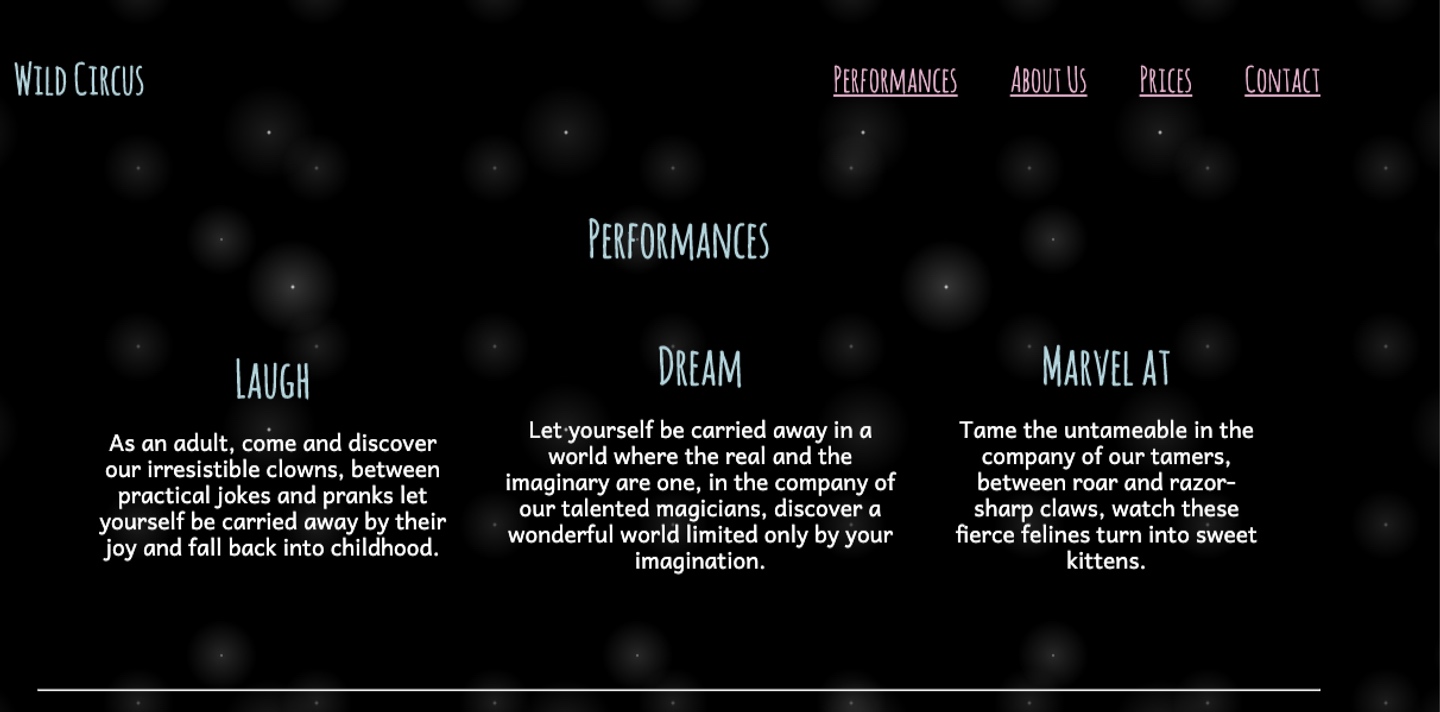 Wild Circus
Performances
About Us
Prices
Contact
Performances
Laugh
As an adult, come and discover
our irresistible clowns, between
practical jokes and pranks let
yourself be carried away by their
joy and fall back into childhood.
Dream
Let yourself be carried away in a
world where the real and the
imaginary are one, in the company of
our talented magicians, discover a
wonderful world limited only by your
imagination.
Marvel at
Tame the untameable in the
company of our tamers,
between roar and razor-
sharp claws, watch these
fierce felines turn into sweet
kittens.